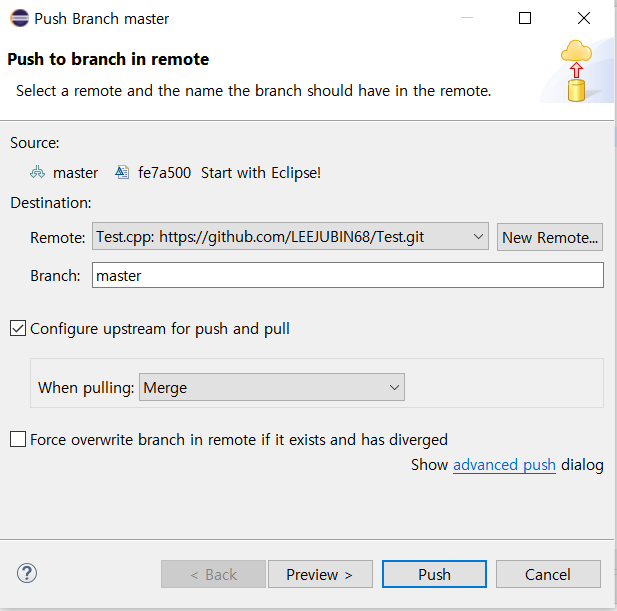 Push Branch master
Push to branch in remote
Select a remote and the name the branch should have in the remote.
Source:
master fe7a500 Start with Eclipse!
Destination:
Remote: Test.cpp: https://github.com/LEEJUBIN68/Test.git New Remote...
Branch: master
Configure upstream for push and pull
When pulling: Merge
Force overwrite branch in remote if it exists and has diverged
Show advanced push dialog
? < Back Preview > Push Cancel